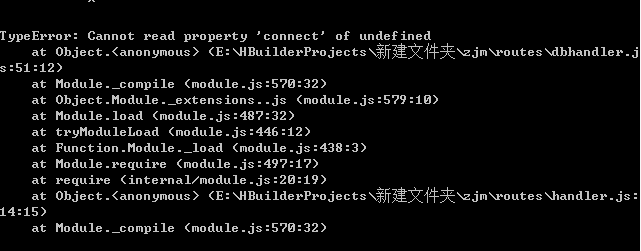 TypeError: Cannot read property 'connect' of undefined
at Object.<anonymous> (E:\HBuilderProjects\新建文件夹\zjm\routes\dbhandler.j
s:51:12)
at Module._compile (module.js:570:32)
at Object.Module._extensions..js (module.js:579:10)
at Module.load (module.js:487:32)
at tryModuleLoad (module.js:446:12)
at Function.Module._load (module.js:438:3)
at Module.require (module.js:497:17)
at require (internal/module.js:20:19)
at Object.<anonymous> (E:\HBuilderProjects\新建文件夹\zjm\routes\handler.js:
14:15)
at Module._compile (module.js:570:32)